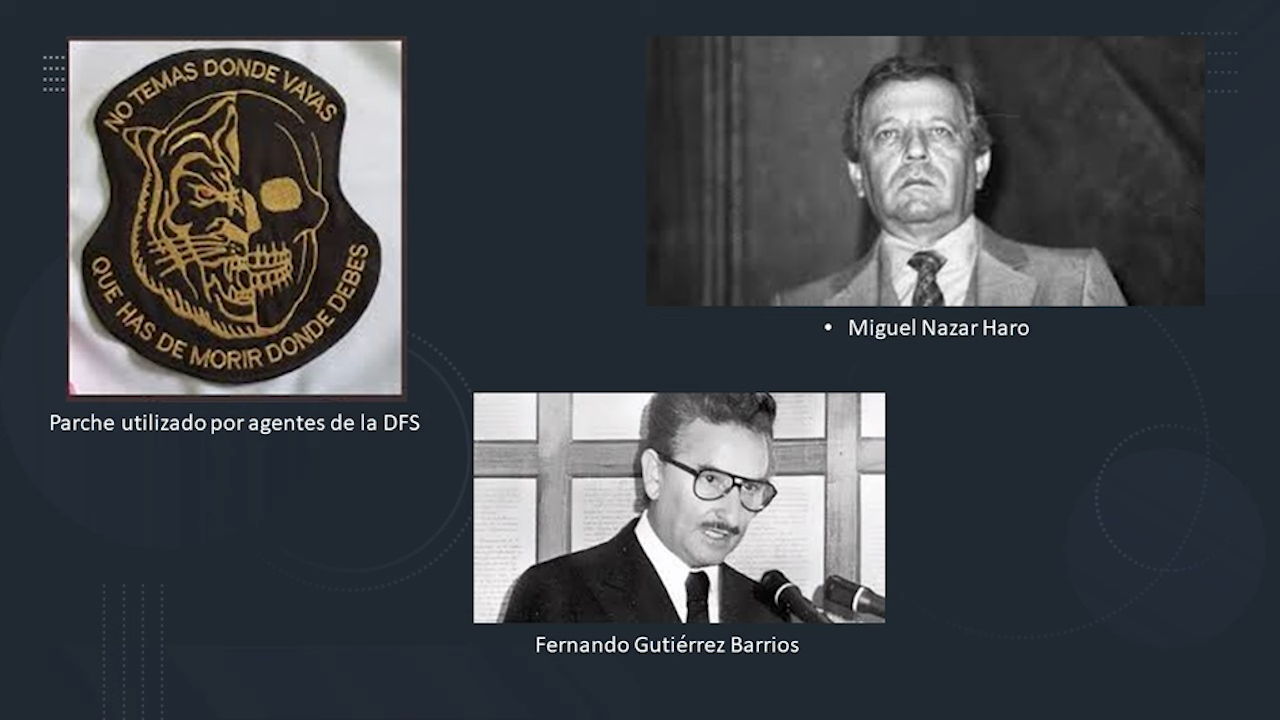 NO TEMAS DONDE VAYAS
QUE HAS DE MORIR DONDE DEBES
Parche utilizado por agentes de la DFS
• Miguel Nazar Haro
Fernando Gutiérrez Barrios